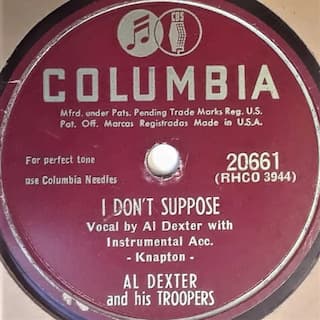 CBS
COLUMBIA
Mfrd. under Pats. Pending Trade Marks Reg. U.S.
Pat. Off. Marcas Registradas Made in U.S.A.
For perfect tone
use Columbia Needles
20661
(RHCO 3944)
I DON'T SUPPOSE
Vocal by Al Dexter with
Instrumental Acc.
- Knapton -
AL DEXTER
and his TROOPERS